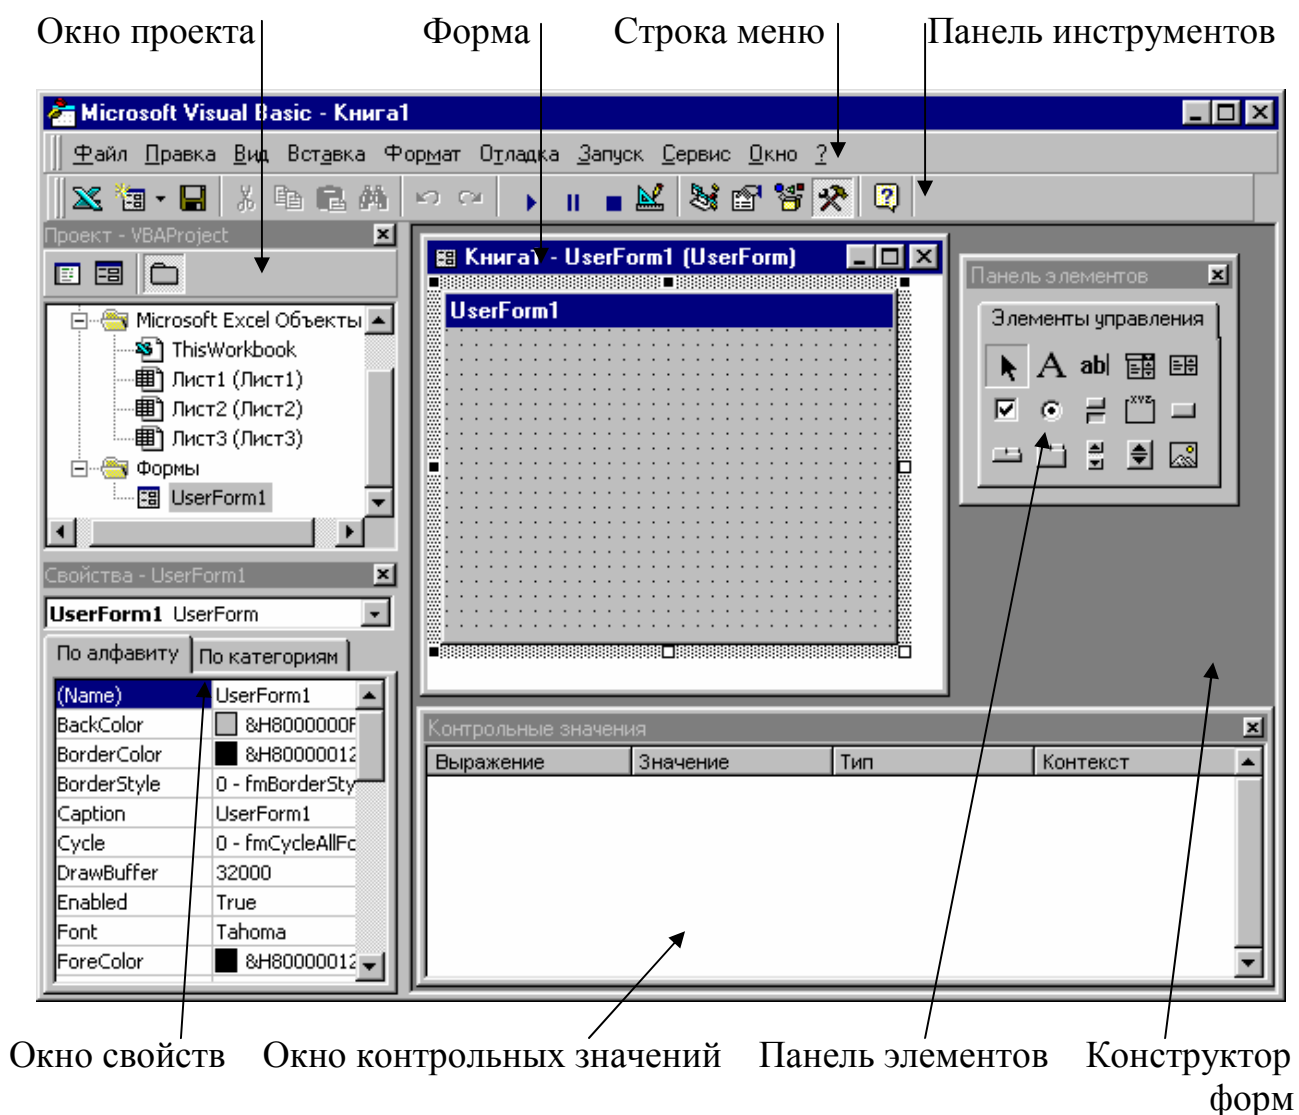 Окно проекта Форма Строка меню Панель инструментов
Microsoft Visual Basic - Книга1
Файл Правка Вид Вставка Формат Отладка Запуск Сервис Окно ?
Проект - VBAProject
Microsoft Excel Объекты
ThisWorkbook
Лист1 (Лист1)
Лист2 (Лист2)
Лист3 (Лист3)
Формы
UserForm1
Книга1 - UserForm1 (UserForm)
UserForm1
Панель элементов
Элементы управления
A ab|
xyz
Свойства - UserForm1
UserForm1 UserForm
По алфавиту По категориям
(Name) UserForm1
BackColor &H8000000F
BorderColor &H80000012
BorderStyle 0 - fmBorderSty
Caption UserForm1
Cycle 0 - fmCycleAllFo
DrawBuffer 32000
Enabled True
Font Tahoma
ForeColor &H80000012
Контрольные значения
Выражение Значение Тип Контекст
Окно свойств Окно контрольных значений Панель элементов Конструктор
форм